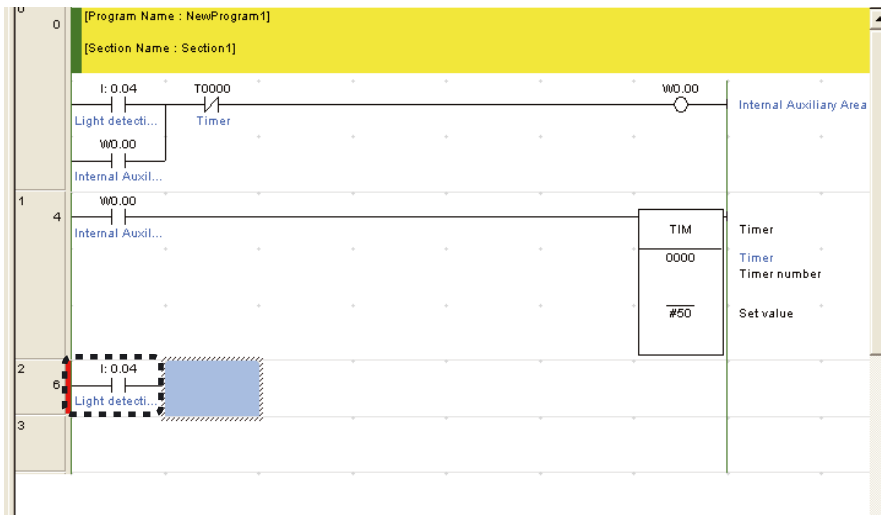 0
0
[Program Name : NewProgram1]
[Section Name : Section1]
I: 0.04
T0000
W0.00
Light detecti...
Timer
Internal Auxiliary Area
W0.00
Internal Auxil...
1
4
W0.00
Internal Auxil...
TIM
Timer
0000
Timer
Timer number
#50
Set value
2
6
I: 0.04
Light detecti...
3